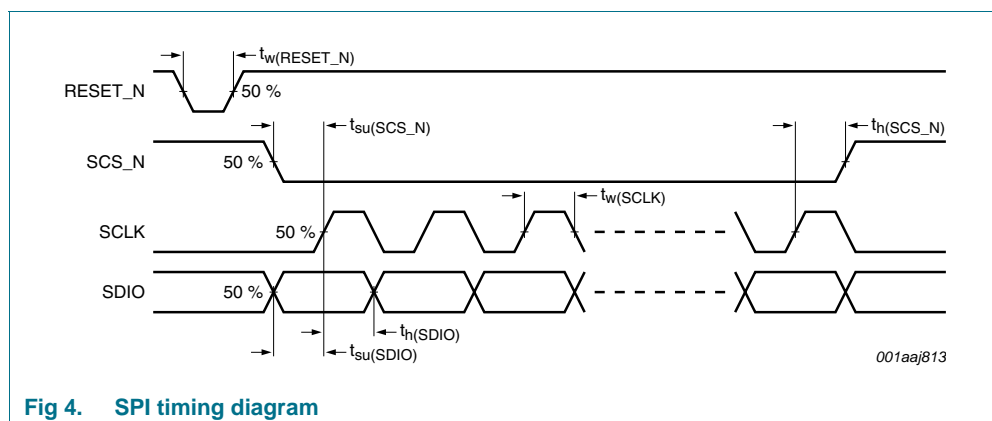 tw(RESET_N)
RESET_N
50 %
tsu(SCS_N)
th(SCS_N)
SCS_N
50 %
tw(SCLK)
SCLK
50 %
SDIO
50 %
th(SDIO)
tsu(SDIO)
001aaj813
Fig 4. SPI timing diagram